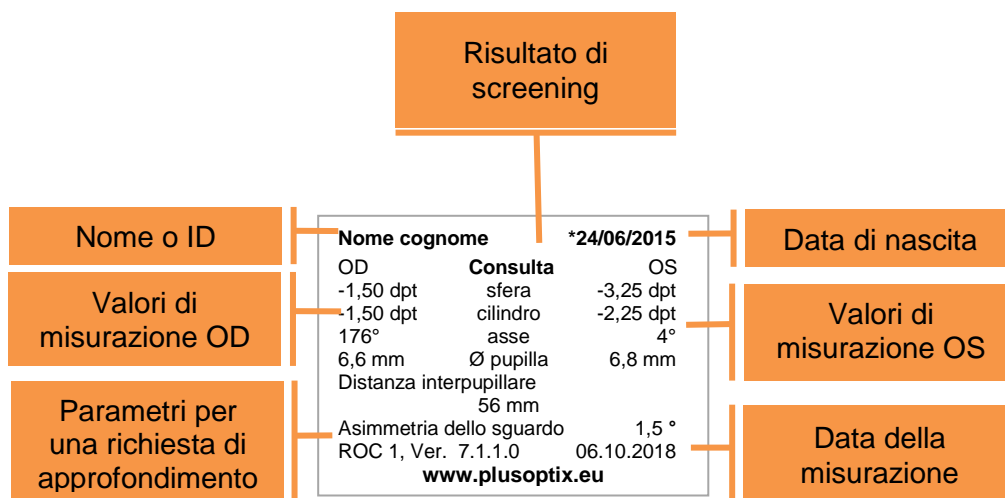 Risultato di
screening
Nome o ID
Valori di
misurazione OD
Parametri per
una richiesta di
approfondimento
Nome cognome *24/06/2015
OD Consulta OS
-1,50 dpt sfera -3,25 dpt
-1,50 dpt cilindro -2,25 dpt
176° asse 4°
6,6 mm Ø pupilla 6,8 mm
Distanza interpupillare
56 mm
Asimmetria dello sguardo 1,5 °
ROC 1, Ver. 7.1.1.0 06.10.2018
www.plusoptix.eu
Data di nascita
Valori di
misurazione OS
Data della
misurazione